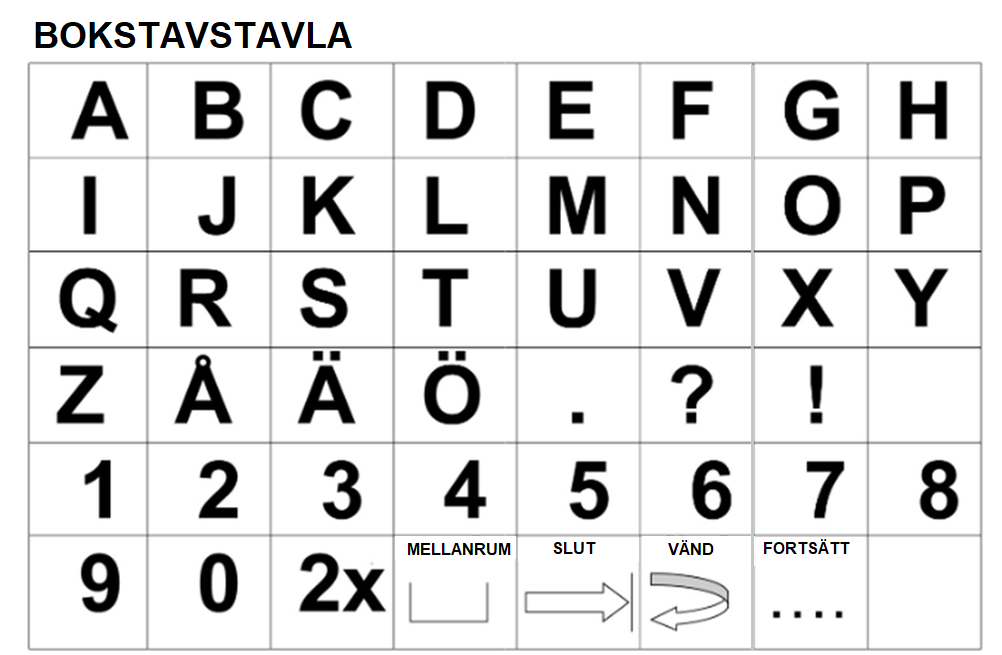 BOKSTAVSTAVLA
A B C D E F G H
I J K L M N O P
Q R S T U V X Y
Z Å Ä Ö . ? !
1 2 3 4 5 6 7 8
9 0 2x MELLANRUM SLUT VÄND FORTSÄTT
....